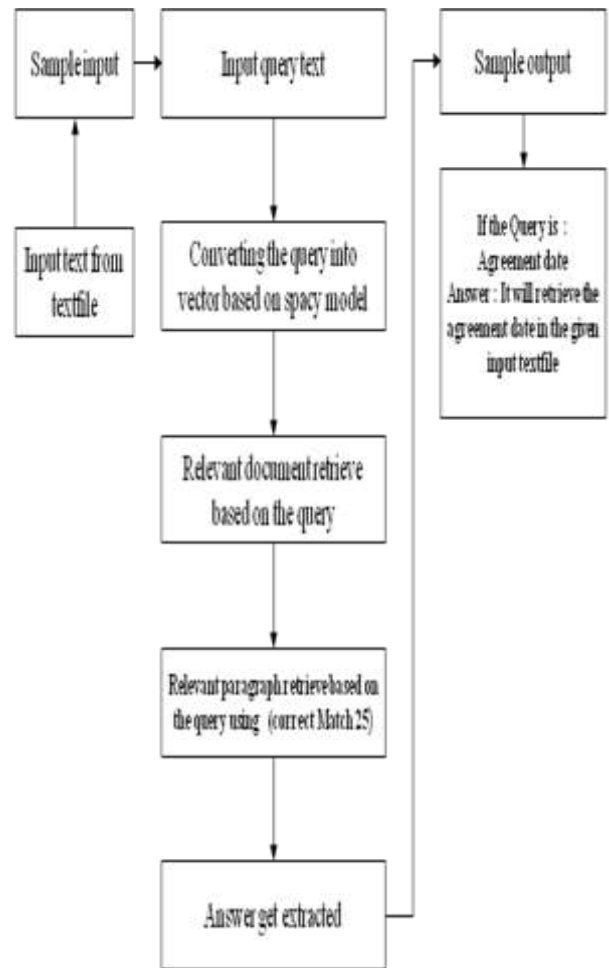 Sample input
Input text from
textfile
Input query text
Converting the query into
vector based on spacy model
Relevant document retrieve
based on the query
Relevant paragraph retrieve based on
the query using (correct Match 25)
Answer get extracted
Sample output
If the Query is :
Agreement date
Answer : It will retrieve the
agreement date in the given
input textfile